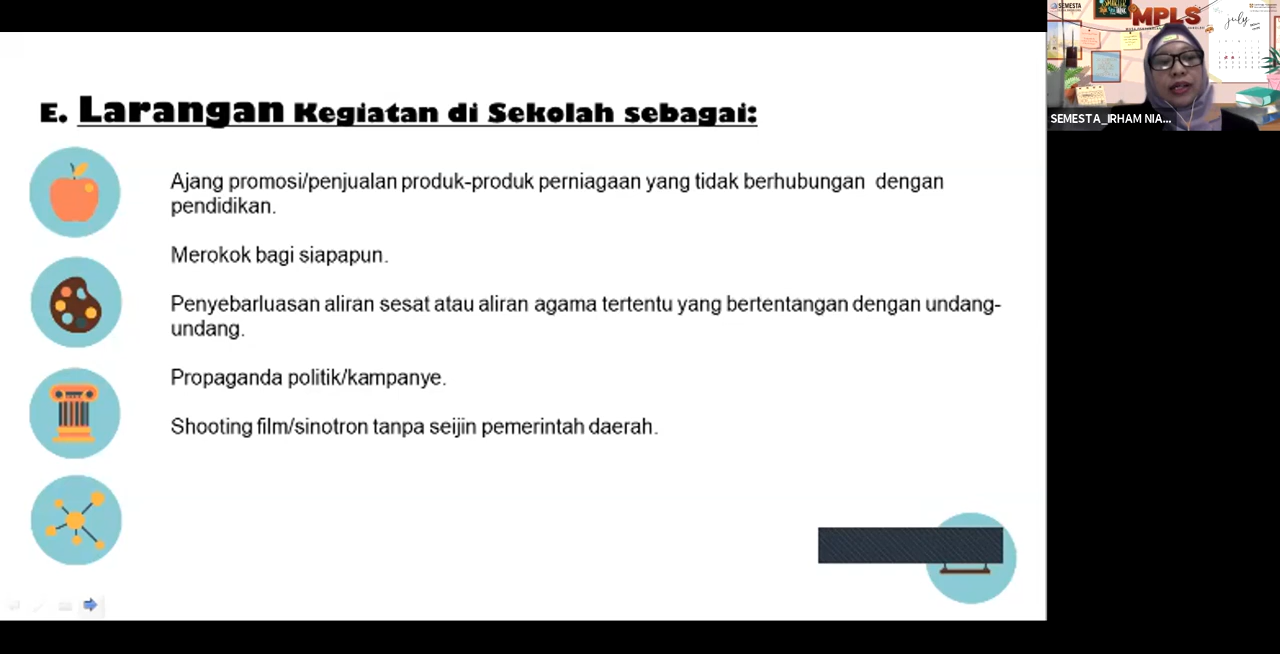 E. Larangan Kegiatan di Sekolah sebagai:
Ajang promosi/penjualan produk-produk perniagaan yang tidak berhubungan dengan
pendidikan.
Merokok bagi siapapun.
Penyebarluasan aliran sesat atau aliran agama tertentu yang bertentangan dengan undang-
undang.
Propaganda politik/kampanye.
Shooting film/sinotron tanpa seijin pemerintah daerah.
SEMESTA
MPLS
july
SEMESTA_IRHAM NIA...